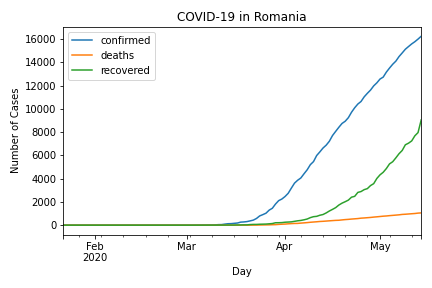 COVID-19 in Romania
confirmed
deaths
recovered
Number of Cases
16000
14000
12000
10000
8000
6000
4000
2000
0
Feb
2020
Mar
Apr
May
Day